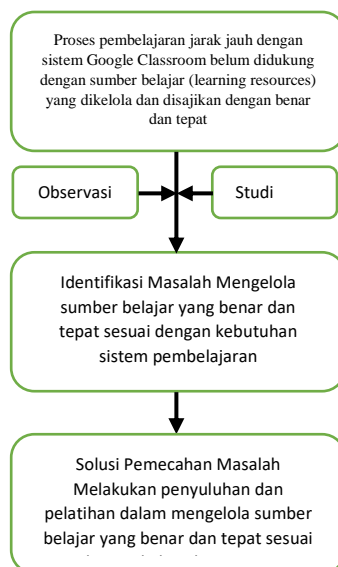 Proses pembelajaran jarak jauh dengan
sistem Google Classroom belum didukung
dengan sumber belajar (learning resources)
yang dikelola dan disajikan dengan benar
dan tepat
Observasi
Studi
Identifikasi Masalah Mengelola
sumber belajar yang benar dan
tepat sesuai dengan kebutuhan
sistem pembelajaran
Solusi Pemecahan Masalah
Melakukan penyuluhan dan
pelatihan dalam mengelola sumber
belajar yang benar dan tepat sesuai